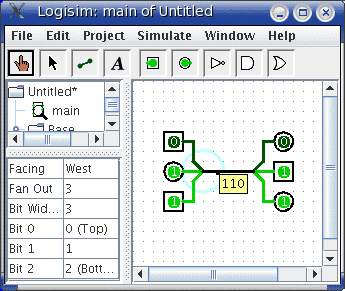 Logisim: main of Untitled
File Edit Project Simulate Window Help
A
Untitled*
main
Base
0 0
1 1
110
1 1
Facing West
Fan Out 3
Bit Wid... 3
Bit 0 0 (Top)
Bit 1 1
Bit 2 2 (Bott...